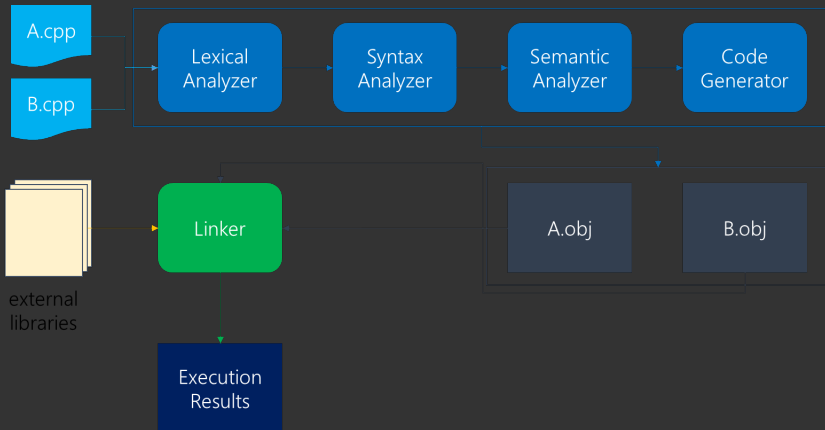 A.cpp
B.cpp
Lexical
Analyzer
Syntax
Analyzer
Semantic
Analyzer
Code
Generator
external
libraries
Linker
A.obj
B.obj
Execution
Results